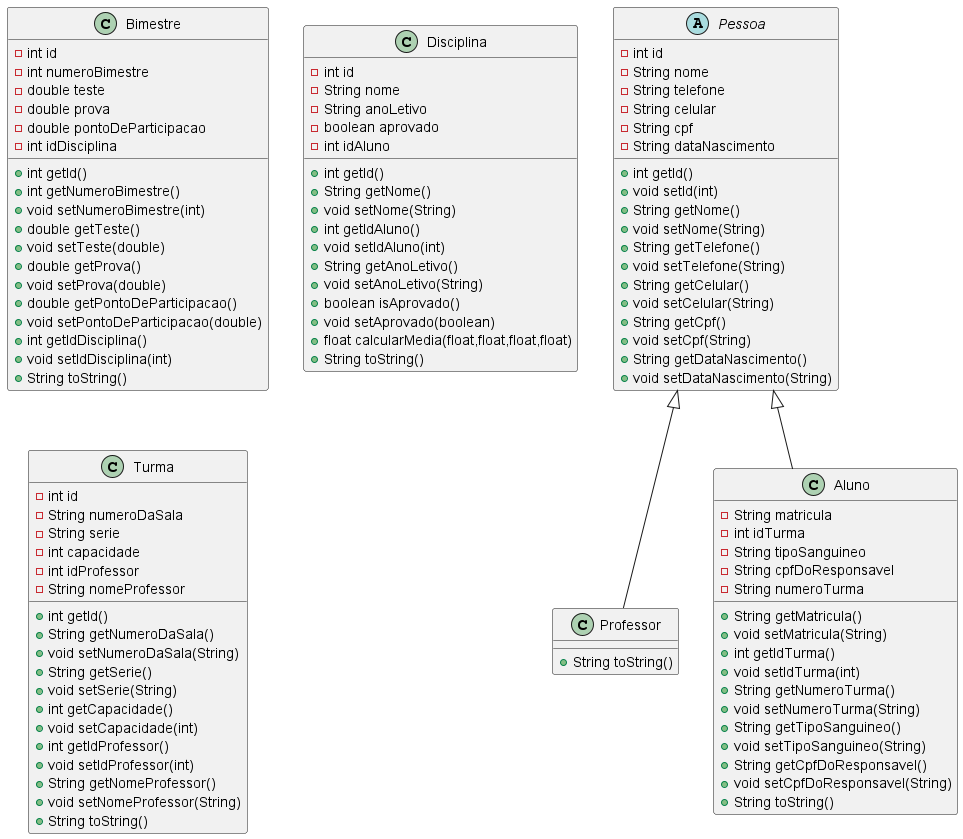 C Bimestre
int id
int numeroBimestre
double teste
double prova
double pontoDeParticipacao
int idDisciplina
int getId()
int getNumeroBimestre()
void setNumeroBimestre(int)
double getTeste()
void setTeste(double)
double getProva()
void setProva(double)
double getPontoDeParticipacao()
void setPontoDeParticipacao(double)
int getIdDisciplina()
void setIdDisciplina(int)
String toString()
C Disciplina
int id
String nome
String anoLetivo
boolean aprovado
int idAluno
int getId()
String getNome()
void setNome(String)
int getIdAluno()
void setIdAluno(int)
String getAnoLetivo()
void setAnoLetivo(String)
boolean isAprovado()
void setAprovado(boolean)
float calcularMedia(float,float,float,float)
String toString()
A Pessoa
int id
String nome
String telefone
String celular
String cpf
String dataNascimento
int getId()
void setId(int)
String getNome()
void setNome(String)
String getTelefone()
void setTelefone(String)
String getCelular()
void setCelular(String)
String getCpf()
void setCpf(String)
String getDataNascimento()
void setDataNascimento(String)
C Turma
int id
String numeroDaSala
String serie
int capacidade
int idProfessor
String nomeProfessor
int getId()
String getNumeroDaSala()
void setNumeroDaSala(String)
String getSerie()
void setSerie(String)
int getCapacidade()
void setCapacidade(int)
int getIdProfessor()
void setIdProfessor(int)
String getNomeProfessor()
void setNomeProfessor(String)
String toString()
C Professor
String toString()
C Aluno
String matricula
int idTurma
String tipoSanguineo
String cpfDoResponsavel
String numeroTurma
String getMatricula()
void setMatricula(String)
int getIdTurma()
void setIdTurma(int)
String getNumeroTurma()
void setNumeroTurma(String)
String getTipoSanguineo()
void setTipoSanguineo(String)
String getCpfDoResponsavel()
void setCpfDoResponsavel(String)
String toString()